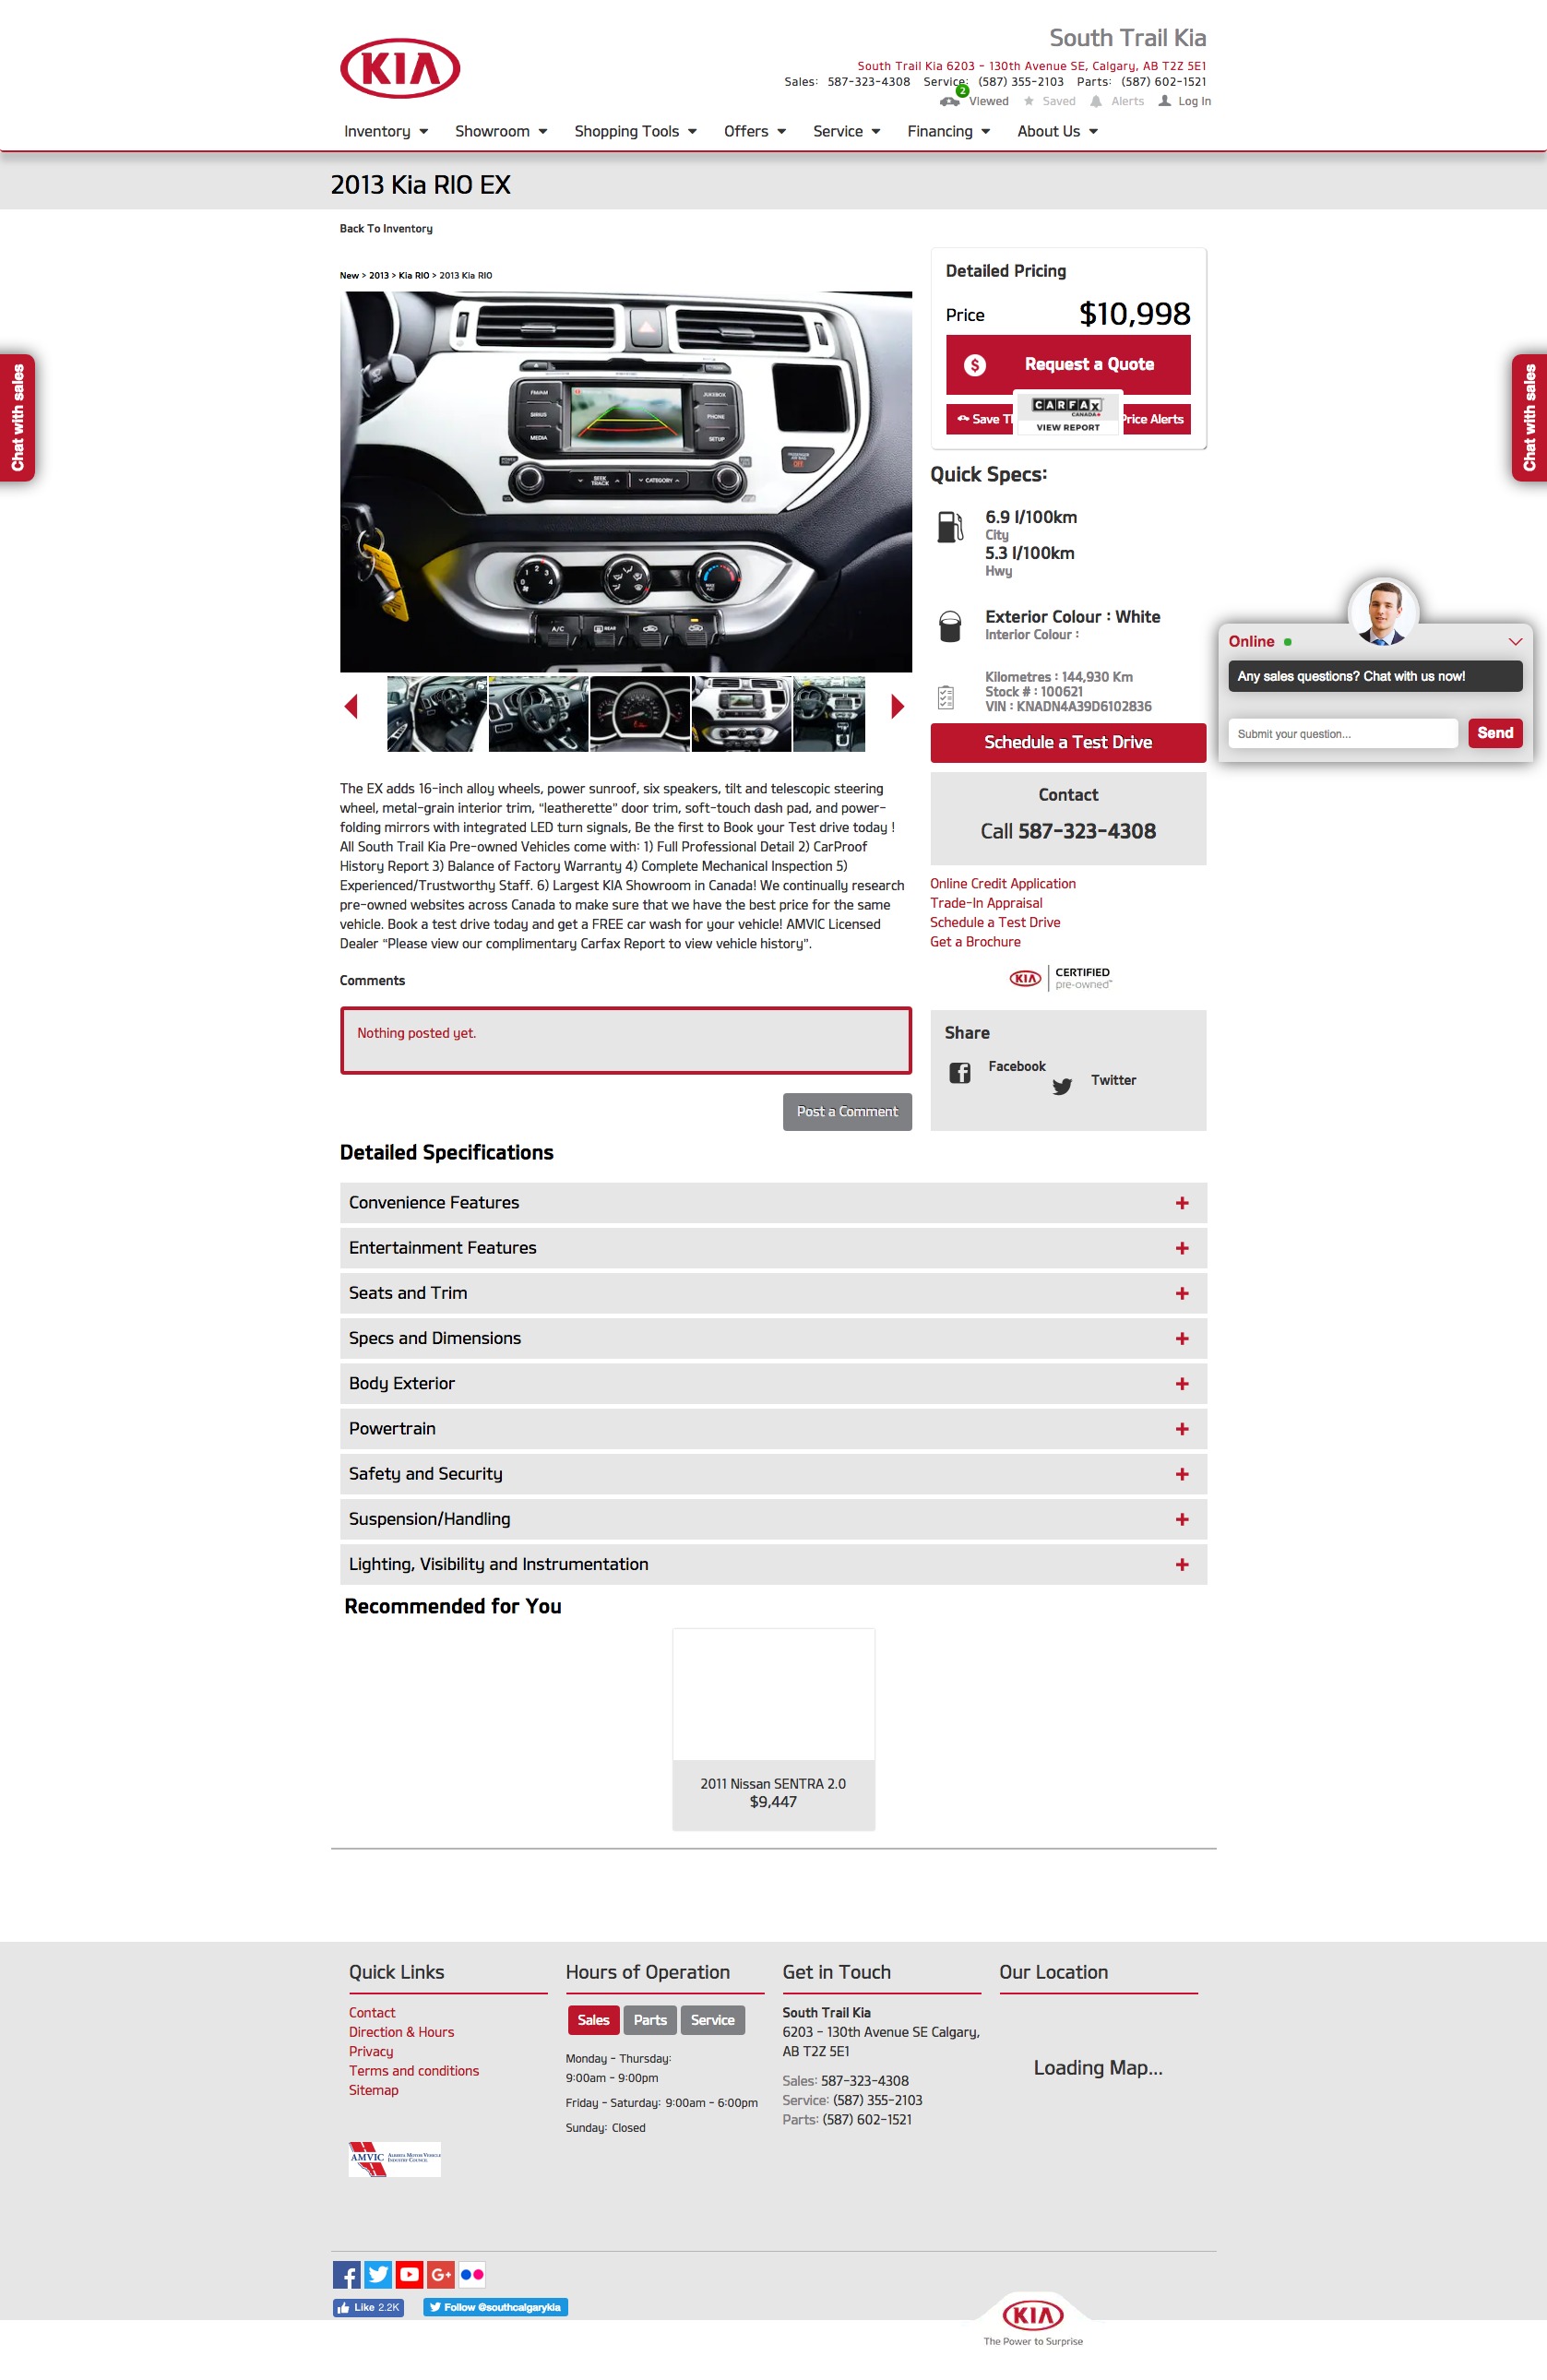 KIA
South Trail Kia
South Trail Kia 6203 - 130th Avenue SE, Calgary, AB T2Z 5E1
Sales: 587-323-4308 Service: (587) 355-2103 Parts: (587) 602-1521
2
Viewed Saved Alerts Log In
Inventory Showroom Shopping Tools Offers Service Financing About Us
2013 Kia RIO EX
Back To Inventory
New > 2013 > Kia RIO > 2013 Kia RIO
FM/AM
SIRIUS
MEDIA
JUKEBOX
PHONE
SETUP
SEEK
TRACK
CATEGORY
PASSENGER
AIR BAG
OFF
A/C
REAR
Detailed Pricing
Price $10,998
Request a Quote
Save T
CARFAX
CANADA
VIEW REPORT
Price Alerts
Quick Specs:
6.9 l/100km
City
5.3 l/100km
Hwy
Exterior Colour : White
Interior Colour :
Kilometres : 144,930 Km
Stock # : 100621
VIN : KNADN4A39D6102836
Schedule a Test Drive
Contact
Call 587-323-4308
Online Credit Application
Trade-In Appraisal
Schedule a Test Drive
Get a Brochure
KIA CERTIFIED
pre-owned™
Share
Facebook
Twitter
Chat with sales
Chat with sales
Online
Any sales questions? Chat with us now!
Submit your question...
Send
The EX adds 16-inch alloy wheels, power sunroof, six speakers, tilt and telescopic steering
wheel, metal-grain interior trim, “leatherette” door trim, soft-touch dash pad, and power-
folding mirrors with integrated LED turn signals, Be the first to Book your Test drive today !
All South Trail Kia Pre-owned Vehicles come with: 1) Full Professional Detail 2) CarProof
History Report 3) Balance of Factory Warranty 4) Complete Mechanical Inspection 5)
Experienced/Trustworthy Staff. 6) Largest KIA Showroom in Canada! We continually research
pre-owned websites across Canada to make sure that we have the best price for the same
vehicle. Book a test drive today and get a FREE car wash for your vehicle! AMVIC Licensed
Dealer “Please view our complimentary Carfax Report to view vehicle history”.
Comments
Nothing posted yet.
Post a Comment
Detailed Specifications
Convenience Features
Entertainment Features
Seats and Trim
Specs and Dimensions
Body Exterior
Powertrain
Safety and Security
Suspension/Handling
Lighting, Visibility and Instrumentation
Recommended for You
2011 Nissan SENTRA 2.0
$9,447
Quick Links
Contact
Direction & Hours
Privacy
Terms and conditions
Sitemap
AMVIC ALBERTA MOTOR VEHICLE
INDUSTRY COUNCIL
Hours of Operation
Sales Parts Service
Monday - Thursday:
9:00am - 9:00pm
Friday - Saturday: 9:00am - 6:00pm
Sunday: Closed
Get in Touch
South Trail Kia
6203 - 130th Avenue SE Calgary,
AB T2Z 5E1
Sales: 587-323-4308
Service: (587) 355-2103
Parts: (587) 602-1521
Our Location
Loading Map...
Like 2.2K
Follow @southcalgarykia
KIA
The Power to Surprise